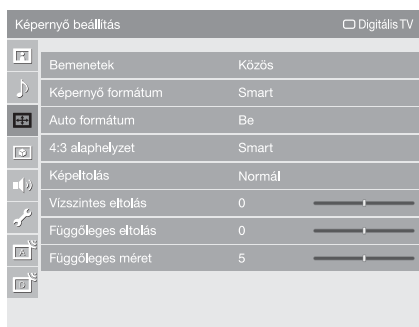 Képernyő beállítás Digitális TV
Bemenetek Közös
Képernyő formátum Smart
Auto formátum Be
4:3 alaphelyzet Smart
Képeltolás Normál
Vízszintes eltolás 0
Függőleges eltolás 0
Függőleges méret 5